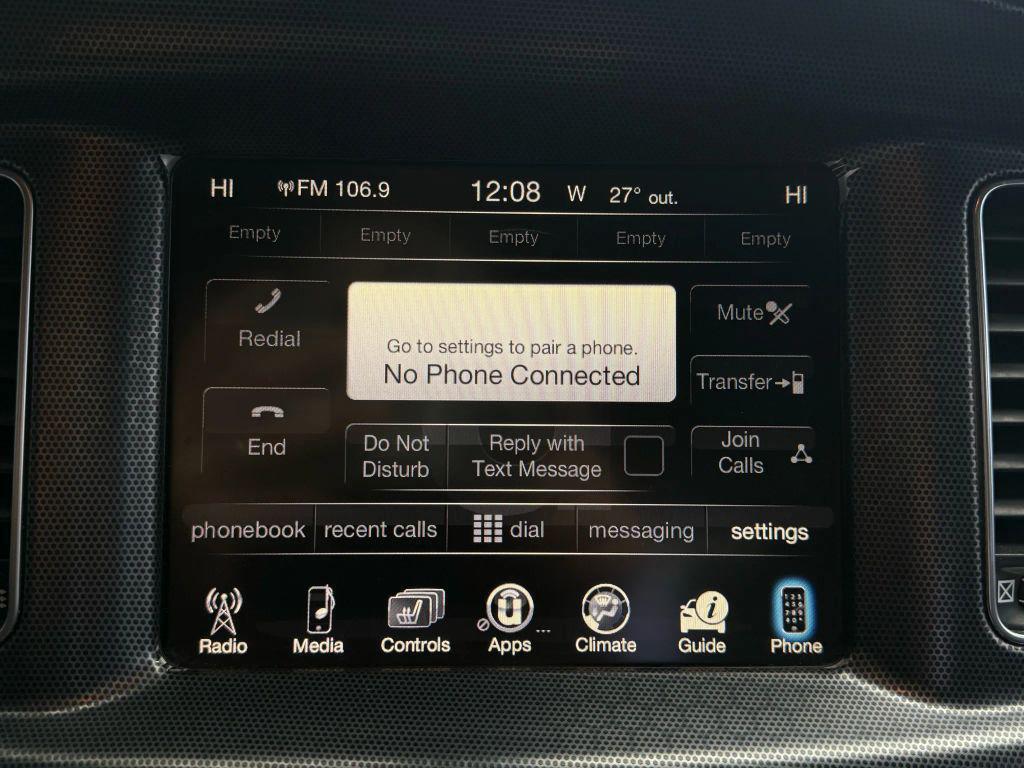 HI FM 106.9 12:08 W 27° out. HI
Empty Empty Empty Empty Empty
Redial
Go to settings to pair a phone.
No Phone Connected
Mute
Transfer
End
Do Not
Disturb
Reply with
Text Message
Join
Calls
phonebook recent calls dial messaging settings
Radio Media Controls Apps ... Climate Guide Phone